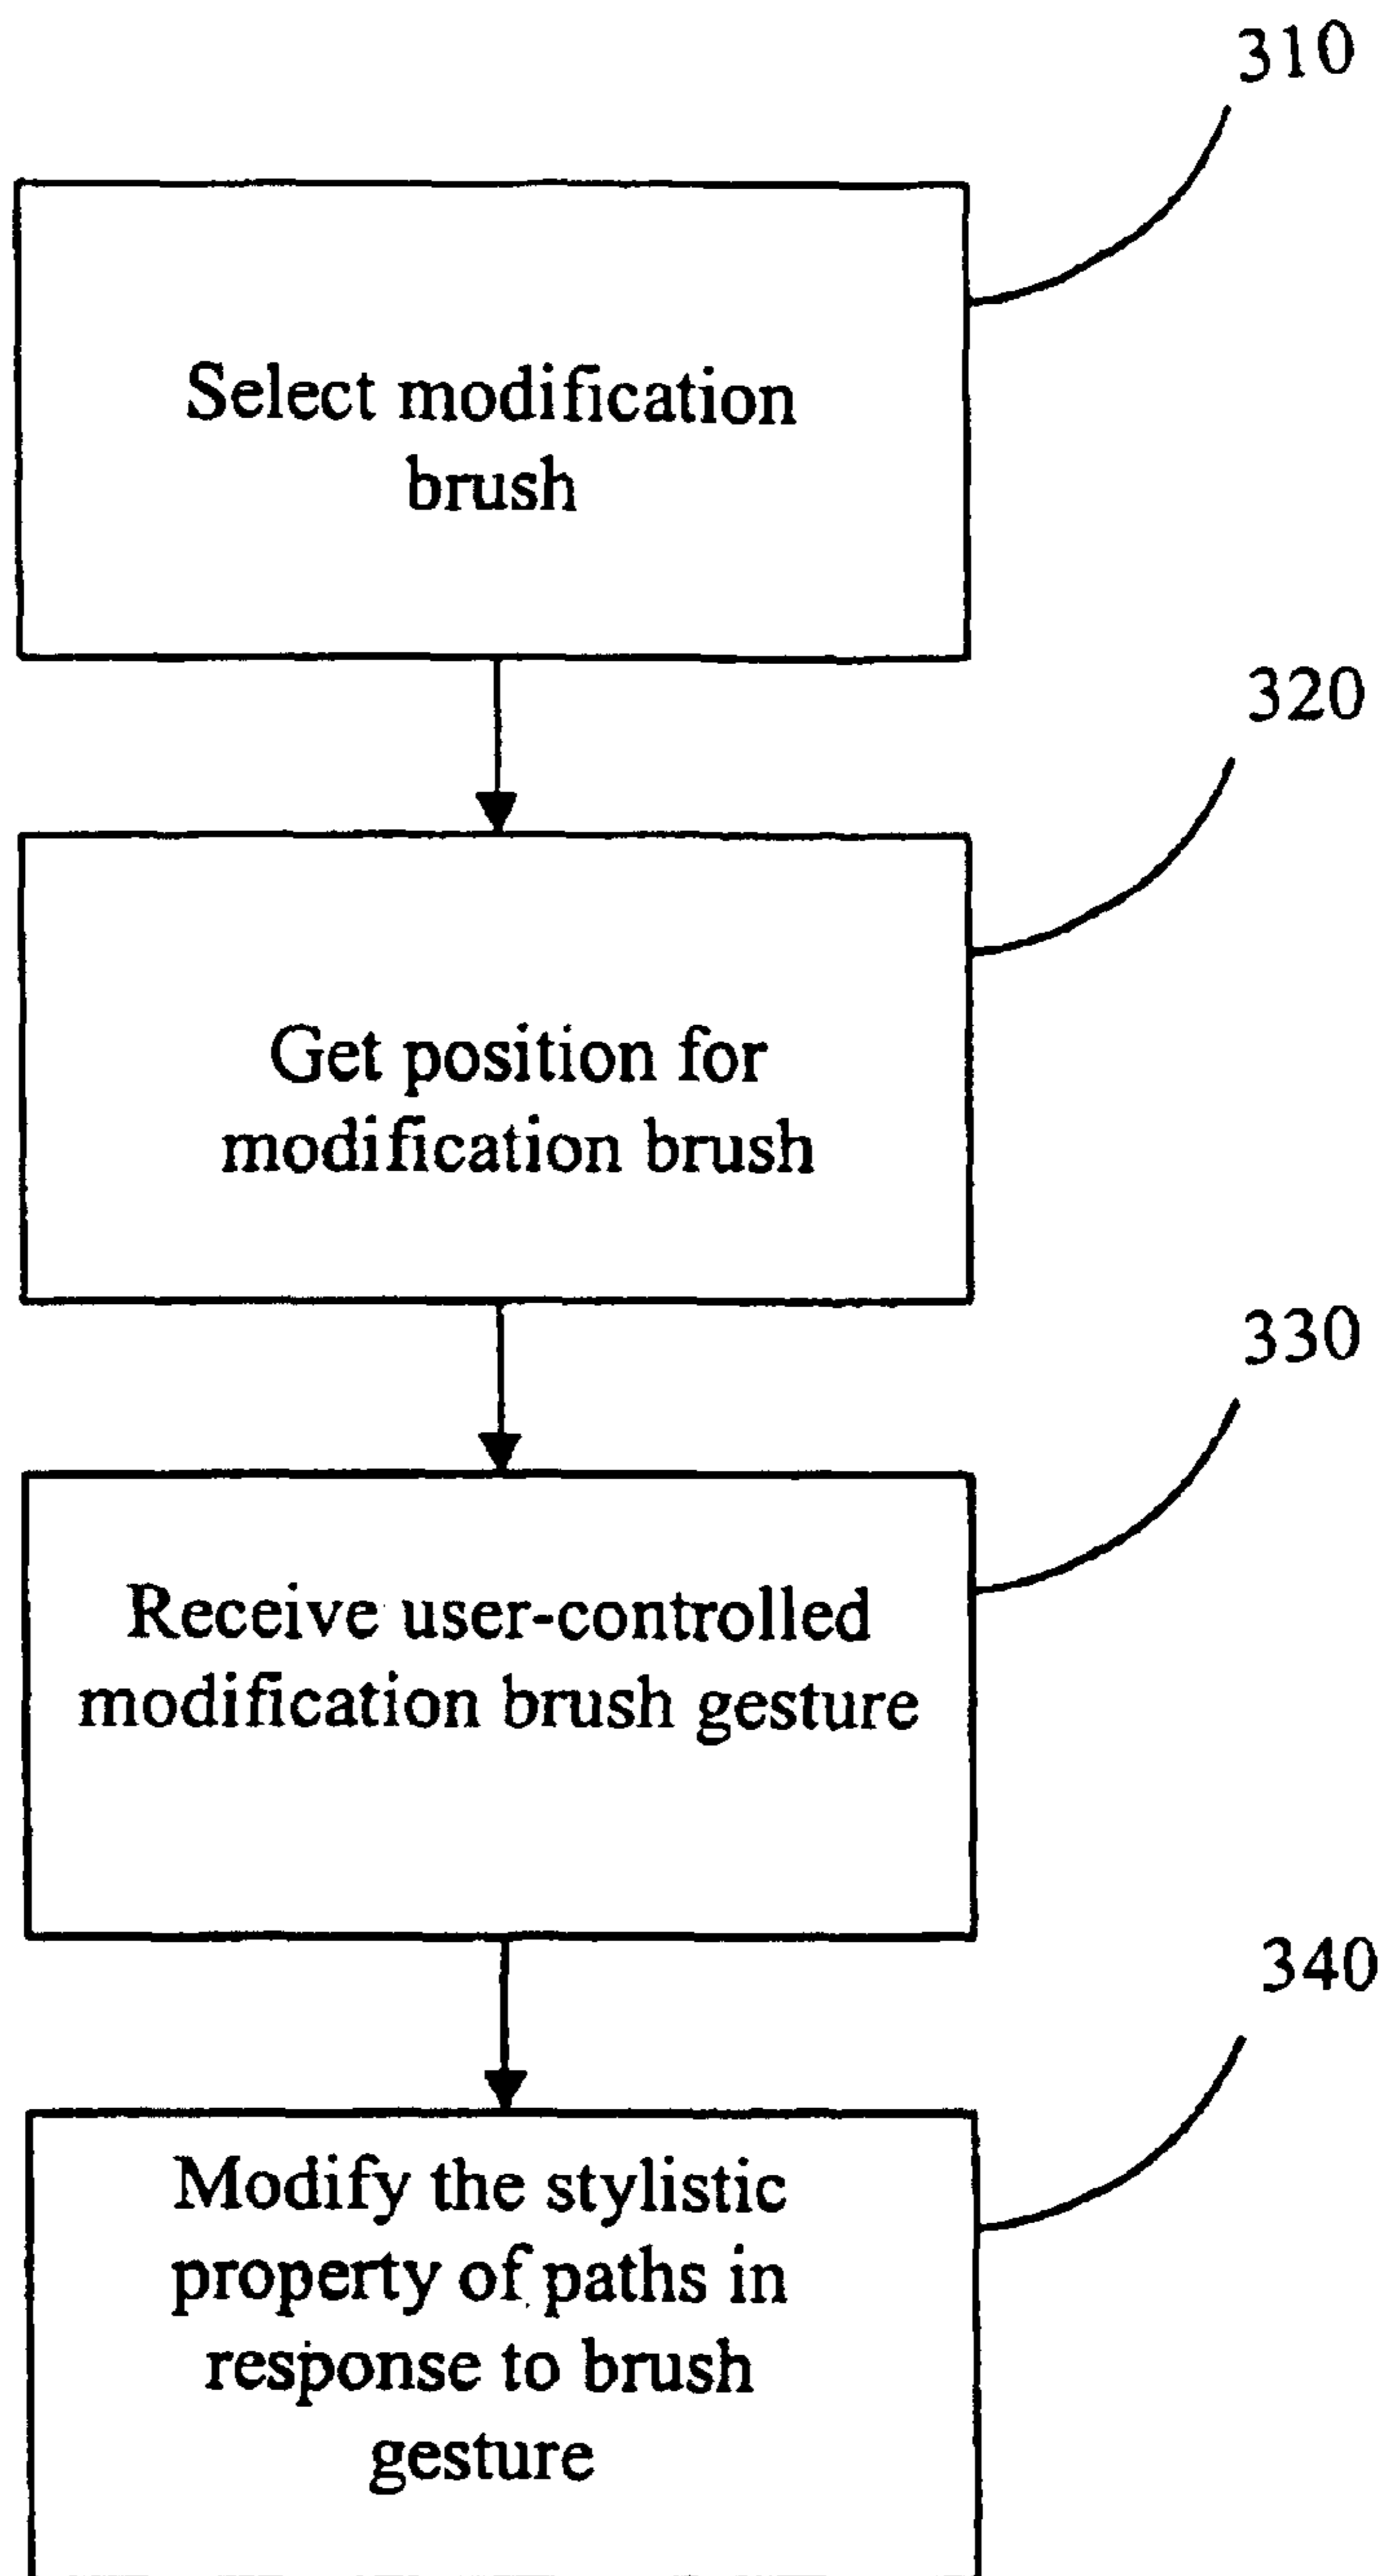 310
Select modification
brush
320
Get position for
modification brush
330
Receive user-controlled
modification brush gesture
340
Modify the stylistic
property of paths in
response to brush
gesture